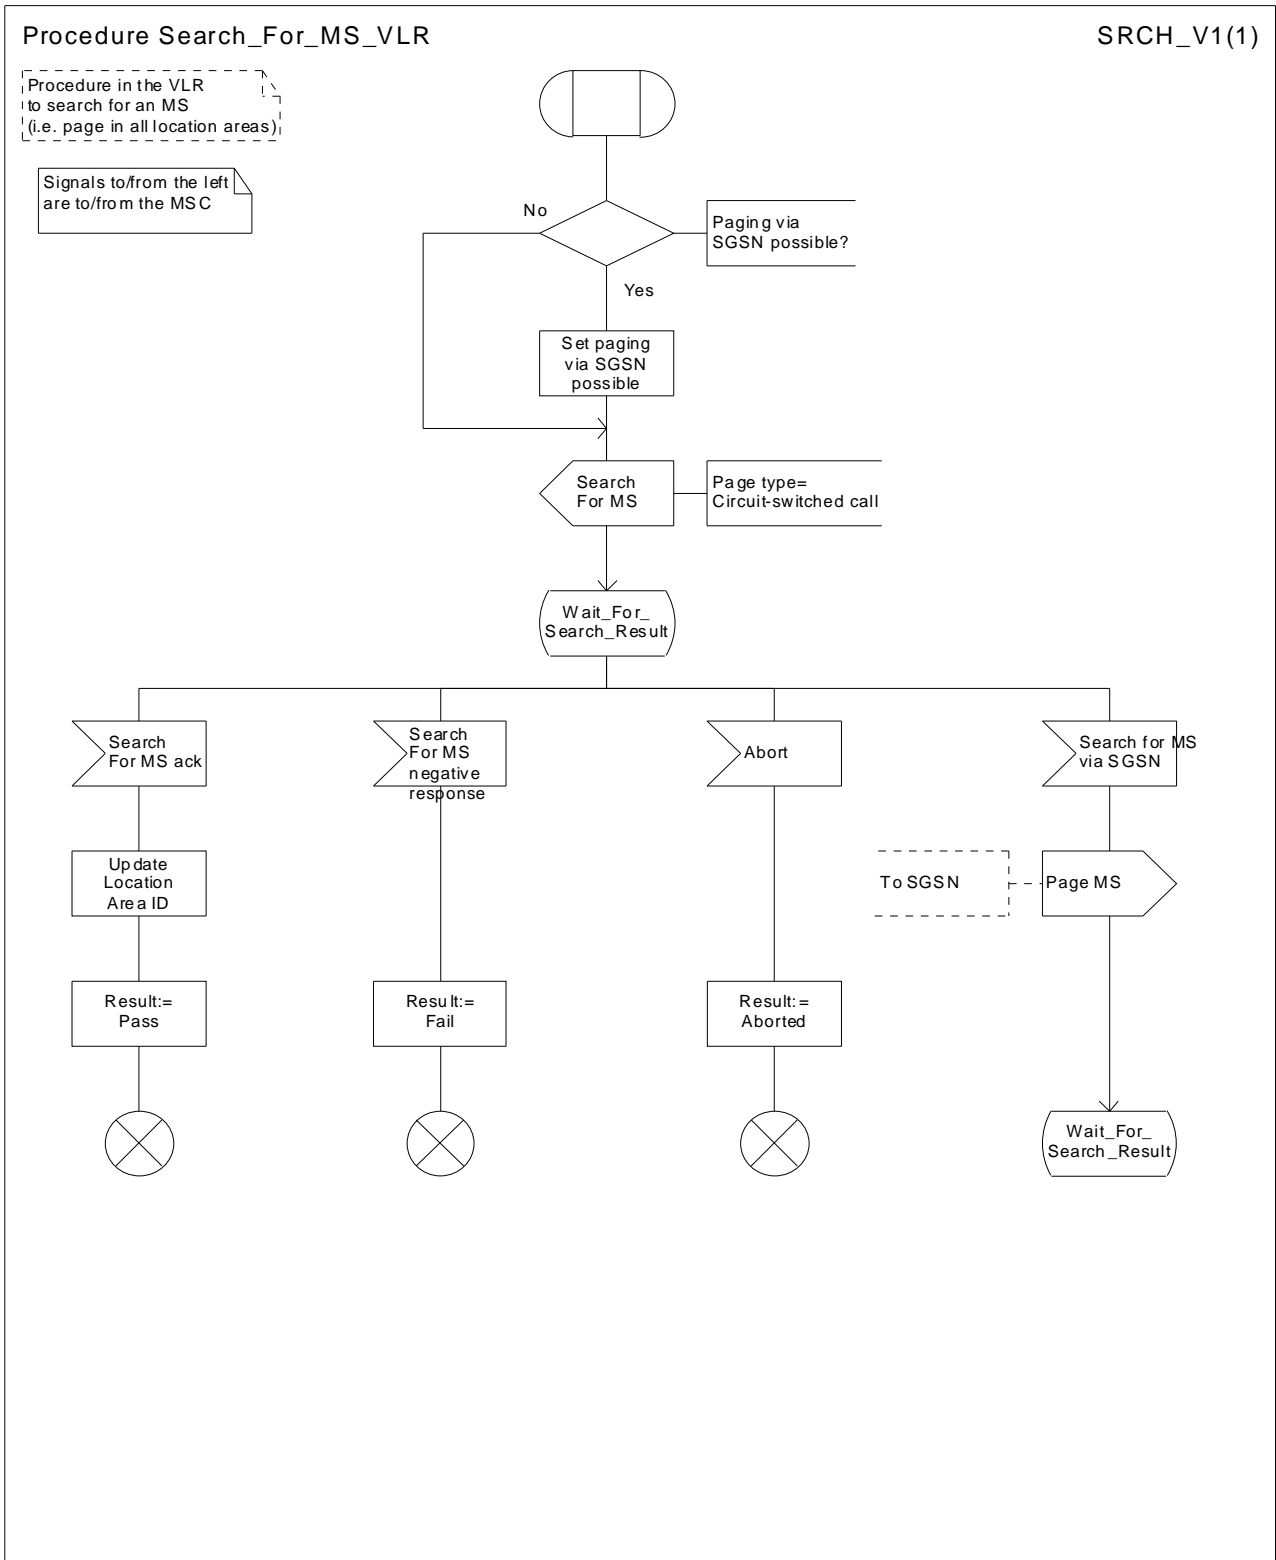 Procedure Search_For_MS_VLR
SRCH_V1(1)
Procedure in the VLR
to search for an MS
(i.e. page in all location areas)
Signals to/from the left
are to/from the MSC
No
Paging via
SGSN possible?
Yes
Set paging
via SGSN
possible
Search
For MS
Page type=
Circuit-switched call
Wait_For_
Search_Result
Search
For MS ack
Search
For MS
negative
response
Abort
Search for MS
via SGSN
Update
Location
Area ID
To SGSN
Page MS
Result:=
Pass
Result:=
Fail
Result:=
Aborted
Wait_For_
Search_Result